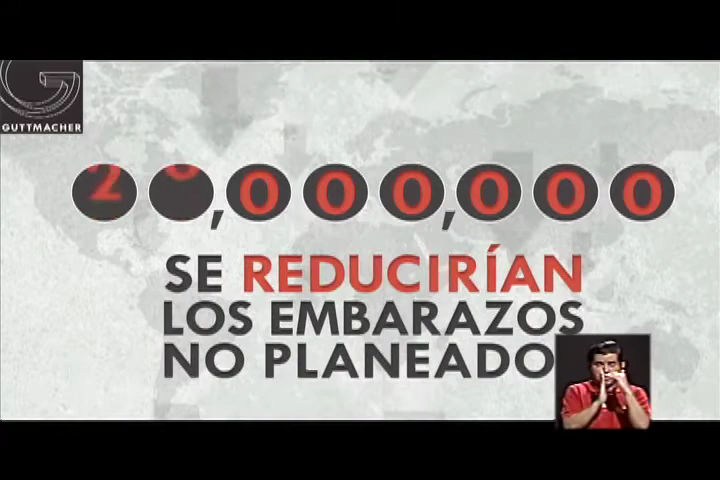 GUTTMACHER
,000,000
SE REDUCIRÍAN
LOS EMBARAZOS
NO PLANEADO